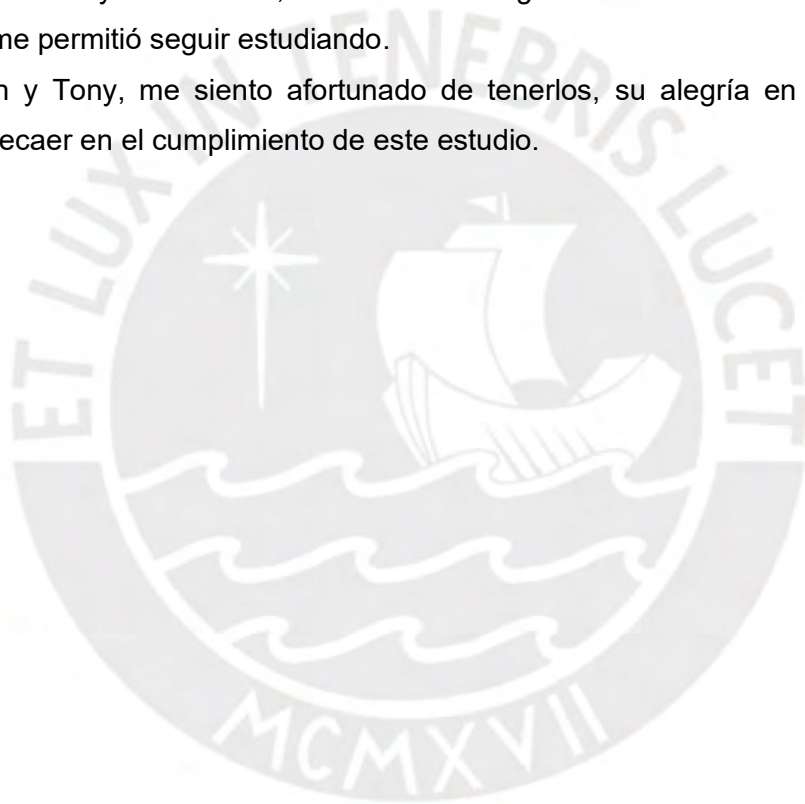 me permitió seguir estudiando.
n y Tony, me siento afortunado de tenerlos, su alegría en
ecaer en el cumplimiento de este estudio.
ET LUX IN TENEBRIS LUCET
MCMXVII